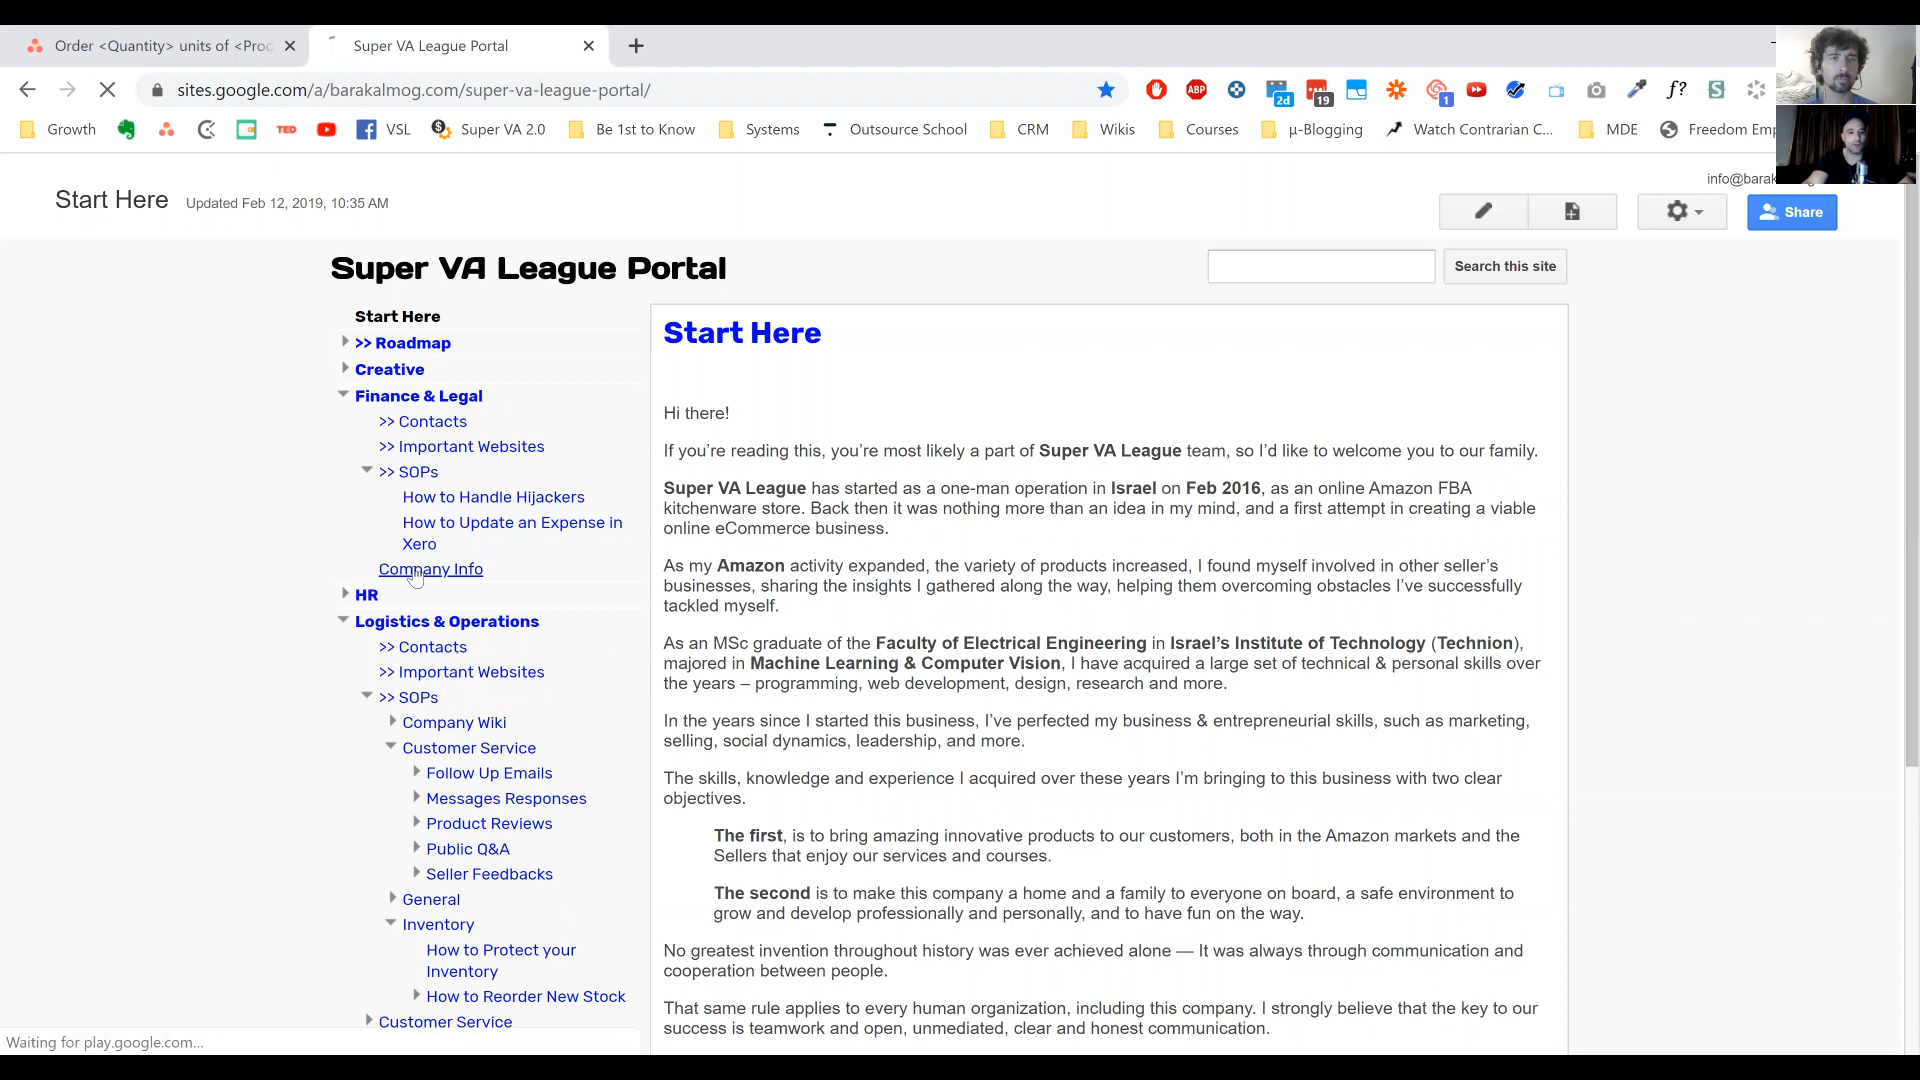 Order <Quantity> units of <Proc
Super VA League Portal
sites.google.com/a/barakalmog.com/super-va-league-portal/
ABP
2d
19
1
f?
S
Growth
TED
VSL
Super VA 2.0
Be 1st to Know
Systems
Outsource School
CRM
Wikis
Courses
μ-Blogging
Watch Contrarian C...
MDE
Freedom Emp
info@barak
Start Here
Updated Feb 12, 2019, 10:35 AM
Share
Super VA League Portal
Search this site
Start Here
>> Roadmap
Creative
Finance & Legal
>> Contacts
>> Important Websites
>> SOPs
How to Handle Hijackers
How to Update an Expense in
Xero
Company Info
HR
Logistics & Operations
>> Contacts
>> Important Websites
>> SOPs
Company Wiki
Customer Service
Follow Up Emails
Messages Responses
Product Reviews
Public Q&A
Seller Feedbacks
General
Inventory
How to Protect your
Inventory
How to Reorder New Stock
Customer Service
Start Here
Hi there!
If you’re reading this, you’re most likely a part of Super VA League team, so I’d like to welcome you to our family.
Super VA League has started as a one-man operation in Israel on Feb 2016, as an online Amazon FBA
kitchenware store. Back then it was nothing more than an idea in my mind, and a first attempt in creating a viable
online eCommerce business.
As my Amazon activity expanded, the variety of products increased, I found myself involved in other seller’s
businesses, sharing the insights I gathered along the way, helping them overcoming obstacles I’ve successfully
tackled myself.
As an MSc graduate of the Faculty of Electrical Engineering in Israel’s Institute of Technology (Technion),
majored in Machine Learning & Computer Vision, I have acquired a large set of technical & personal skills over
the years – programming, web development, design, research and more.
In the years since I started this business, I’ve perfected my business & entrepreneurial skills, such as marketing,
selling, social dynamics, leadership, and more.
The skills, knowledge and experience I acquired over these years I’m bringing to this business with two clear
objectives.
The first, is to bring amazing innovative products to our customers, both in the Amazon markets and the
Sellers that enjoy our services and courses.
The second is to make this company a home and a family to everyone on board, a safe environment to
grow and develop professionally and personally, and to have fun on the way.
No greatest invention throughout history was ever achieved alone — It was always through communication and
cooperation between people.
That same rule applies to every human organization, including this company. I strongly believe that the key to our
success is teamwork and open, unmediated, clear and honest communication.
Waiting for play.google.com...